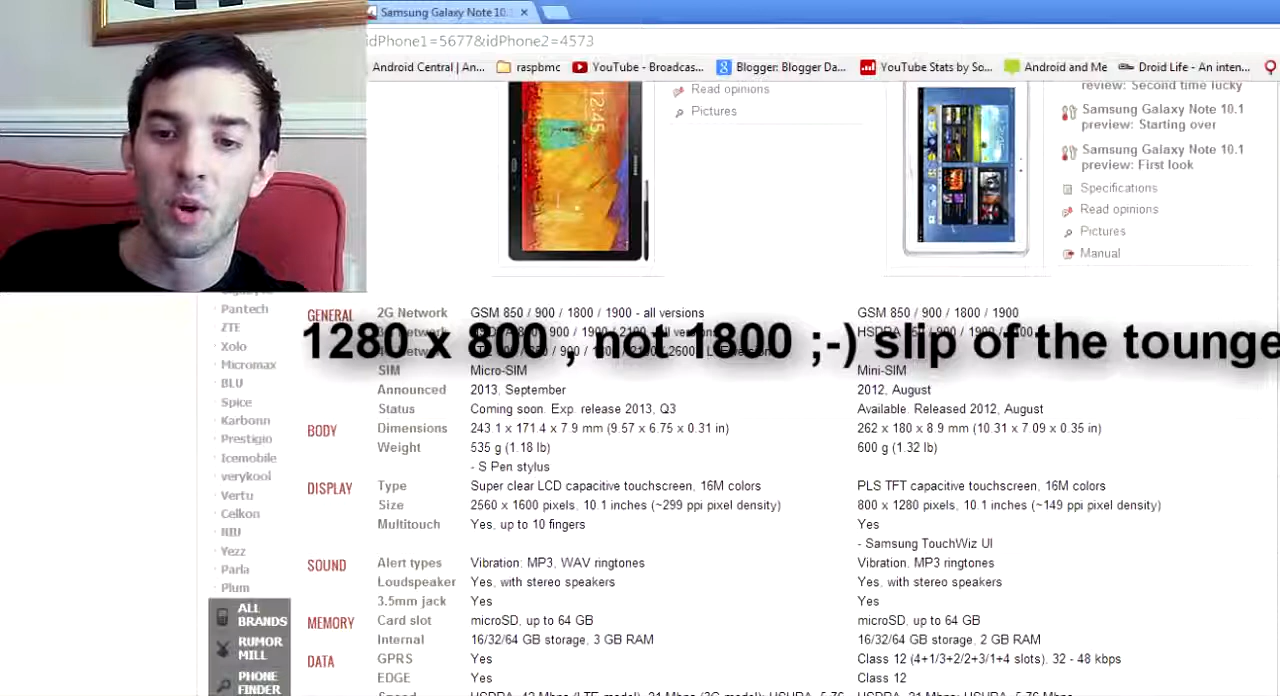 Samsung Galaxy Note 10.1
idPhone1=5677&idPhone2=4573
Android Central | An... raspbmc YouTube - Broadcas... Blogger: Blogger Da... YouTube Stats by So... Android and Me Droid Life - An inten...
Read opinions
Pictures
12:45
preview: Second time lucky
Samsung Galaxy Note 10.1
preview: Starting over
Samsung Galaxy Note 10.1
preview: First look
Specifications
Read opinions
Pictures
Manual
Pantech
ZTE
Xolo
Micromax
BLU
Spice
Karbonn
Prestigio
Icemobile
verykool
Vertu
Celkon
NIU
Yezz
Parla
Plum
ALL
BRANDS
RUMOR
MILL
PHONE
FINDER
1280 x 800 , not 1800 ;-) slip of the tounge
GENERAL 2G Network GSM 850 / 900 / 1800 / 1900 - all versions GSM 850 / 900 / 1800 / 1900
SIM Micro-SIM Mini-SIM
Announced 2013, September 2012, August
Status Coming soon. Exp. release 2013, Q3 Available. Released 2012, August
BODY Dimensions 243.1 x 171.4 x 7.9 mm (9.57 x 6.75 x 0.31 in) 262 x 180 x 8.9 mm (10.31 x 7.09 x 0.35 in)
Weight 535 g (1.18 lb) 600 g (1.32 lb)
- S Pen stylus
DISPLAY Type Super clear LCD capacitive touchscreen, 16M colors PLS TFT capacitive touchscreen, 16M colors
Size 2560 x 1600 pixels, 10.1 inches (~299 ppi pixel density) 800 x 1280 pixels, 10.1 inches (~149 ppi pixel density)
Multitouch Yes, up to 10 fingers Yes
- Samsung TouchWiz UI
SOUND Alert types Vibration; MP3, WAV ringtones Vibration, MP3 ringtones
Loudspeaker Yes, with stereo speakers Yes, with stereo speakers
3.5mm jack Yes Yes
MEMORY Card slot microSD, up to 64 GB microSD, up to 64 GB
Internal 16/32/64 GB storage, 3 GB RAM 16/32/64 GB storage, 2 GB RAM
DATA GPRS Yes Class 12 (4+1/3+2/2+3/1+4 slots), 32 - 48 kbps
EDGE Yes Class 12